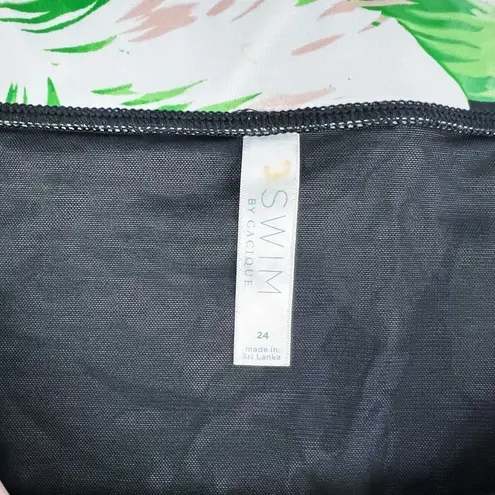 SWIM
BY CACIQUE
24
made in
Sri Lanka